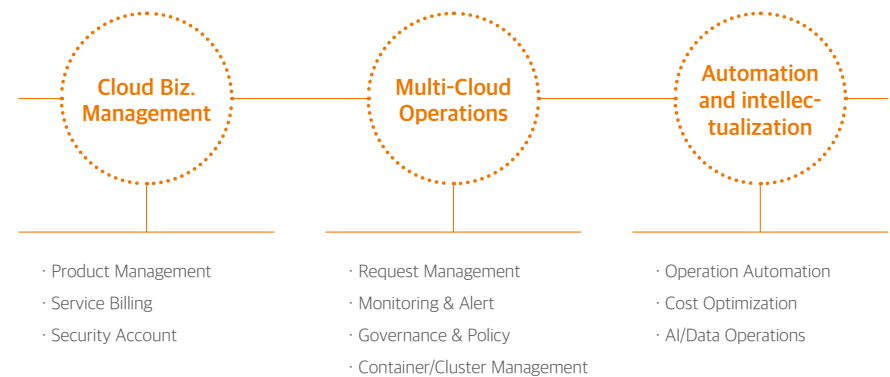 Cloud Biz.
Management
· Product Management
· Service Billing
· Security Account
Multi-Cloud
Operations
· Request Management
· Monitoring & Alert
· Governance & Policy
· Container/Cluster Management
Automation
and intellec-
tualization
· Operation Automation
· Cost Optimization
· AI/Data Operations